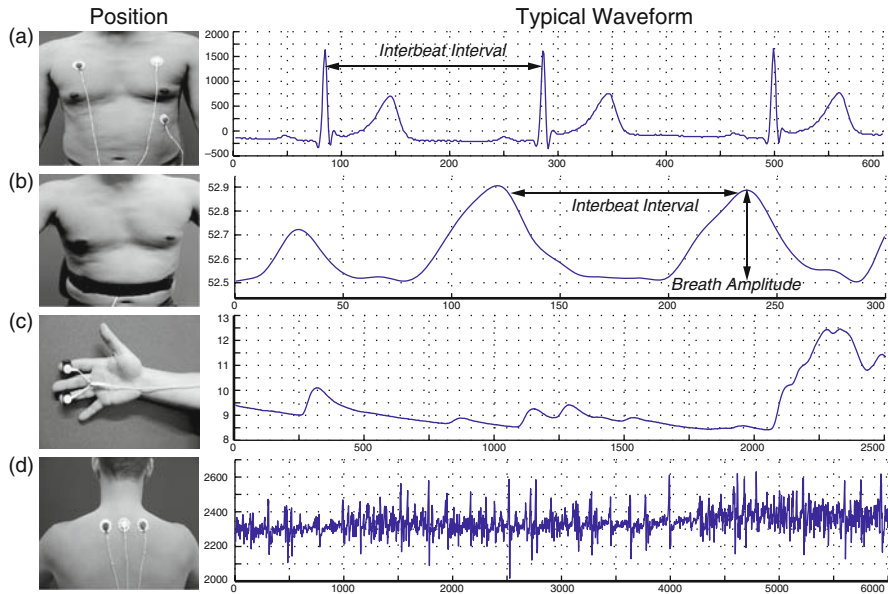 Position Typical Waveform
(a)
2000
1500
1000
500
0
−500
Interbeat Interval
0 100 200 300 400 500 600
(b)
52.9
52.8
52.7
52.6
52.5
Interbeat Interval
Breath Amplitude
0 50 100 150 200 250 300
(c)
13
12
11
10
9
8
0 500 1000 1500 2000 2500
(d)
2600
2400
2200
2000
0 1000 2000 3000 4000 5000 6000